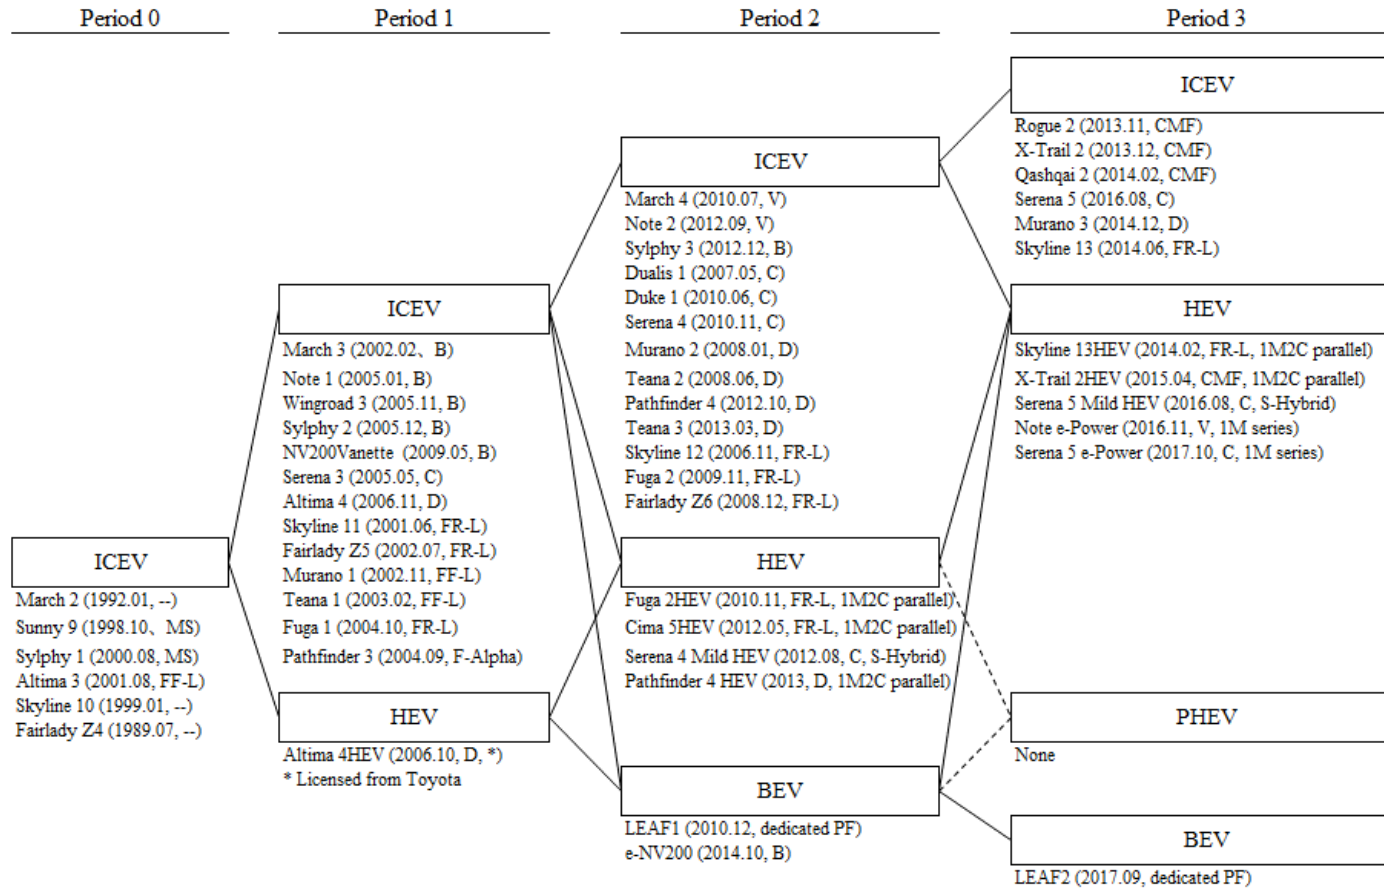 Period 0
Period 1
Period 2
Period 3
ICEV
March 2 (1992.01, --)
Sunny 9 (1998.10、MS)
Sylphy 1 (2000.08, MS)
Altima 3 (2001.08, FF-L)
Skyline 10 (1999.01, --)
Fairlady Z4 (1989.07, --)
ICEV
March 3 (2002.02、B)
Note 1 (2005.01, B)
Wingroad 3 (2005.11, B)
Sylphy 2 (2005.12, B)
NV200Vanette (2009.05, B)
Serena 3 (2005.05, C)
Altima 4 (2006.11, D)
Skyline 11 (2001.06, FR-L)
Fairlady Z5 (2002.07, FR-L)
Murano 1 (2002.11, FF-L)
Teana 1 (2003.02, FF-L)
Fuga 1 (2004.10, FR-L)
Pathfinder 3 (2004.09, F-Alpha)
HEV
Altima 4HEV (2006.10, D, *)
* Licensed from Toyota
ICEV
March 4 (2010.07, V)
Note 2 (2012.09, V)
Sylphy 3 (2012.12, B)
Dualis 1 (2007.05, C)
Duke 1 (2010.06, C)
Serena 4 (2010.11, C)
Murano 2 (2008.01, D)
Teana 2 (2008.06, D)
Pathfinder 4 (2012.10, D)
Teana 3 (2013.03, D)
Skyline 12 (2006.11, FR-L)
Fuga 2 (2009.11, FR-L)
Fairlady Z6 (2008.12, FR-L)
HEV
Fuga 2HEV (2010.11, FR-L, 1M2C parallel)
Cima 5HEV (2012.05, FR-L, 1M2C parallel)
Serena 4 Mild HEV (2012.08, C, S-Hybrid)
Pathfinder 4 HEV (2013, D, 1M2C parallel)
BEV
LEAF1 (2010.12, dedicated PF)
e-NV200 (2014.10, B)
ICEV
Rogue 2 (2013.11, CMF)
X-Trail 2 (2013.12, CMF)
Qashqai 2 (2014.02, CMF)
Serena 5 (2016.08, C)
Murano 3 (2014.12, D)
Skyline 13 (2014.06, FR-L)
HEV
Skyline 13HEV (2014.02, FR-L, 1M2C parallel)
X-Trail 2HEV (2015.04, CMF, 1M2C parallel)
Serena 5 Mild HEV (2016.08, C, S-Hybrid)
Note e-Power (2016.11, V, 1M series)
Serena 5 e-Power (2017.10, C, 1M series)
PHEV
None
BEV
LEAF2 (2017.09, dedicated PF)